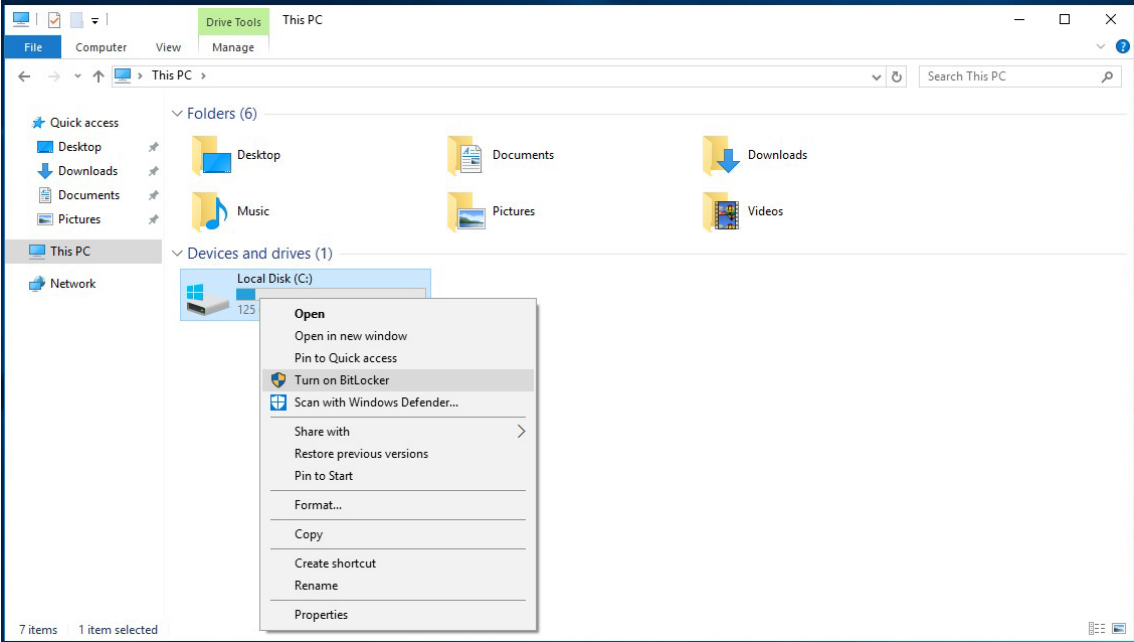 Drive Tools This PC
File Computer View Manage ?
This PC Search This PC
Quick access
Desktop
Downloads
Documents
Pictures
This PC
Network
Folders (6)
Desktop Documents Downloads
Music Pictures Videos
Devices and drives (1)
Local Disk (C:)
125
Open
Open in new window
Pin to Quick access
Turn on BitLocker
Scan with Windows Defender...
Share with
Restore previous versions
Pin to Start
Format...
Copy
Create shortcut
Rename
Properties
7 items 1 item selected